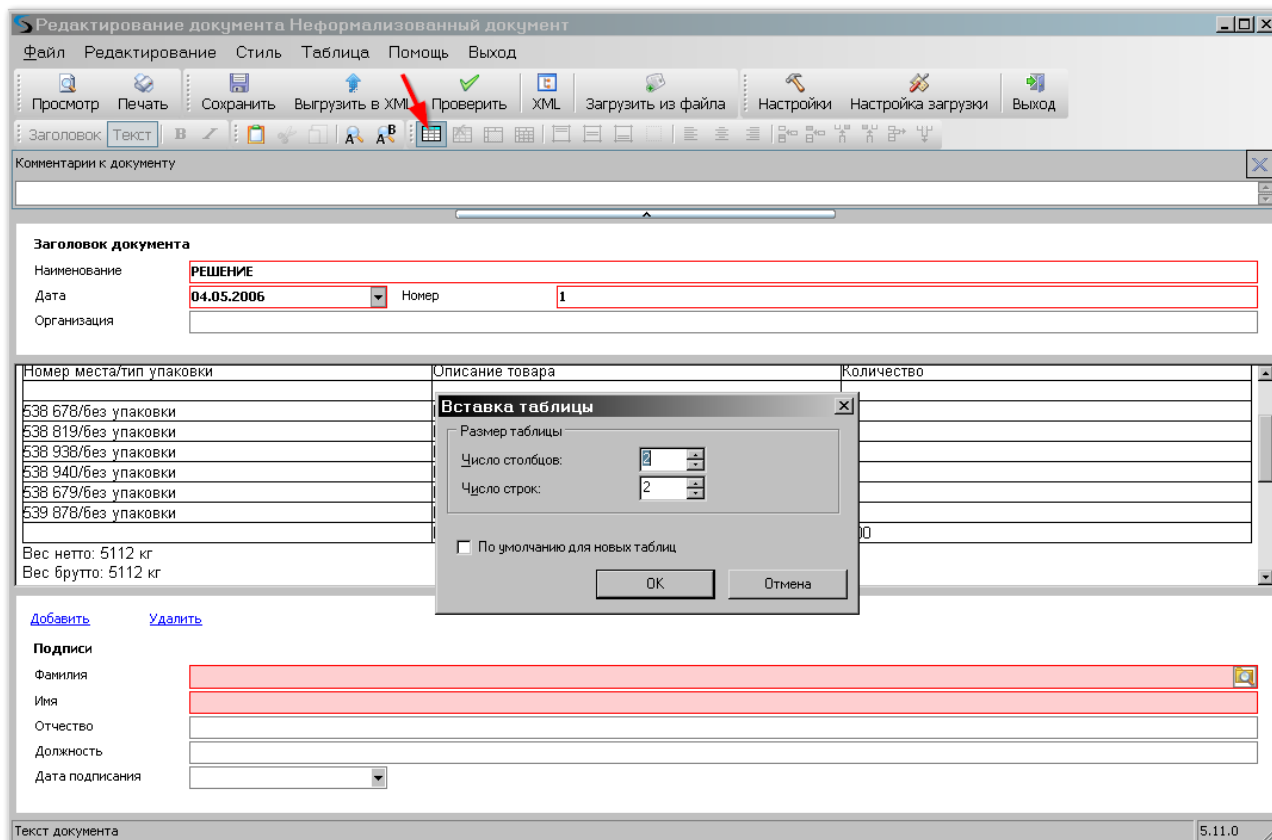 Редактирование документа Неформализованный документ
Файл Редактирование Стиль Таблица Помощь Выход
Просмотр Печать Сохранить Выгрузить в XML Проверить XML Загрузить из файла Настройки Настройка загрузки Выход
Заголовок Текст B I A A B
Комментарии к документу
Заголовок документа
Наименование РЕШЕНИЕ
Дата 04.05.2006 Номер 1
Организация
Номер места/тип упаковки Описание товара Количество
538 678/без упаковки
538 819/без упаковки
538 938/без упаковки
538 940/без упаковки
538 679/без упаковки
539 878/без упаковки
Вес нетто: 5112 кг
Вес брутто: 5112 кг
Вставка таблицы
Размер таблицы
Число столбцов: 2
Число строк: 2
По умолчанию для новых таблиц
OK Отмена
Добавить Удалить
Подписи
Фамилия
Имя
Отчество
Должность
Дата подписания
Текст документа 5.11.0